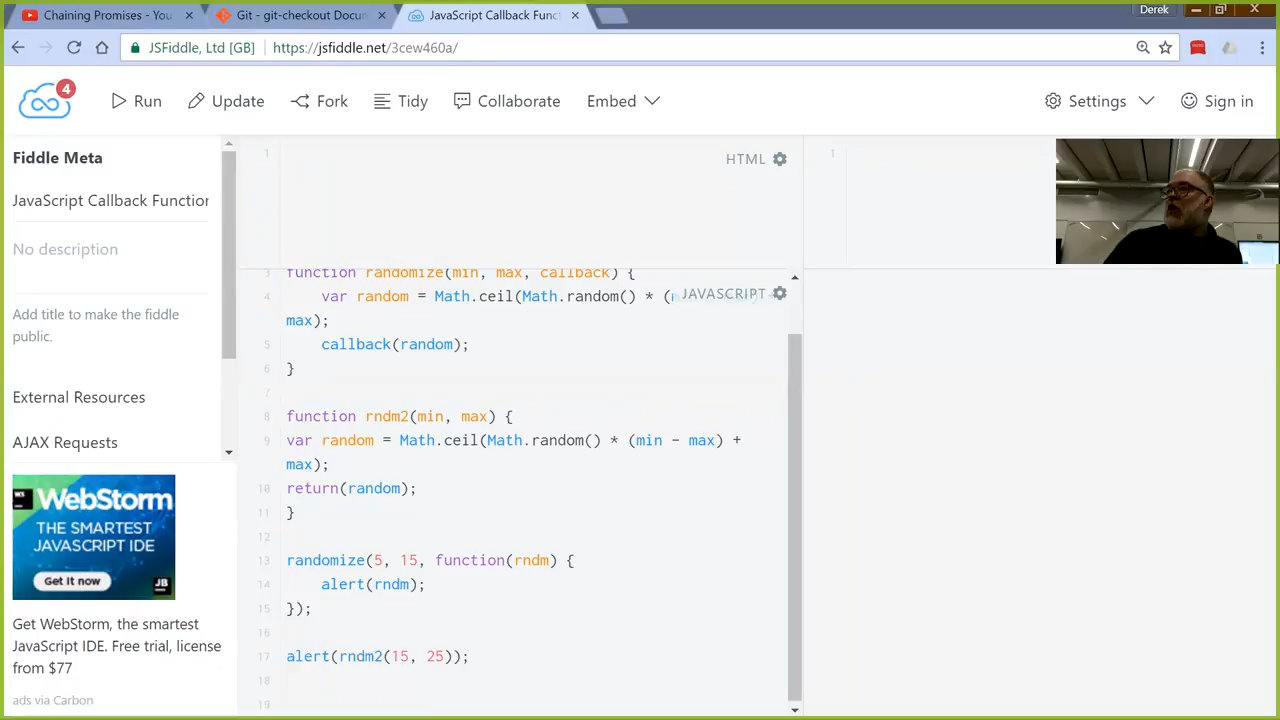 Chaining Promises - You
Git - git-checkout Docum
JavaScript Callback Funct
Derek
JSFiddle, Ltd [GB]
https://jsfiddle.net/3cew460a/
4
Run
Update
Fork
Tidy
Collaborate
Embed
Settings
Sign in
Fiddle Meta
JavaScript Callback Function
No description
Add title to make the fiddle
public.
External Resources
AJAX Requests
WS WebStorm
THE SMARTEST
JAVASCRIPT IDE
Get it now
JB
Get WebStorm, the smartest
JavaScript IDE. Free trial, license
from $77
ads via Carbon
1
HTML
1
JAVASCRIPT
3 function randomize(min, max, callback) {
4 var random = Math.ceil(Math.random() * (
max);
5 callback(random);
6 }
7
8 function rndm2(min, max) {
9 var random = Math.ceil(Math.random() * (min - max) +
max);
10 return(random);
11 }
12
13 randomize(5, 15, function(rndm) {
14 alert(rndm);
15 });
16
17 alert(rndm2(15, 25));
18
19